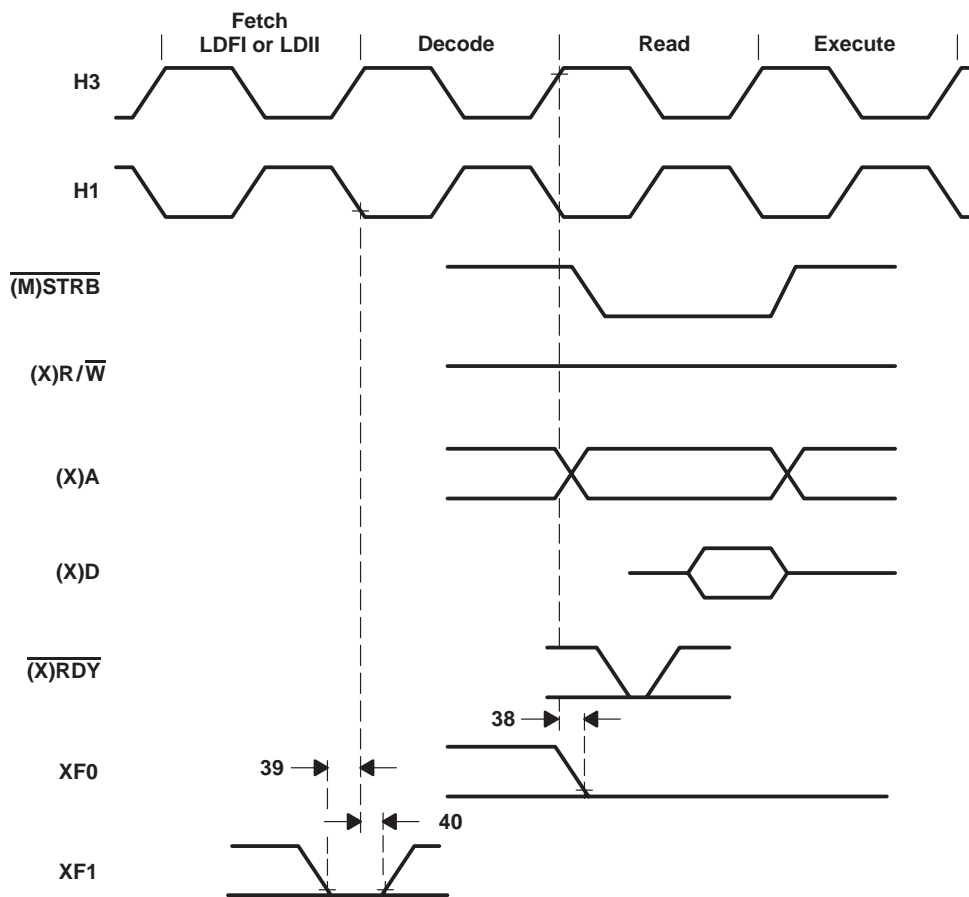 Fetch
LDFI or LDII
Decode
Read
Execute
H3
H1
(M)STRB
(X)R/W
(X)A
(X)D
(X)RDY
38
XF0
39
40
XF1